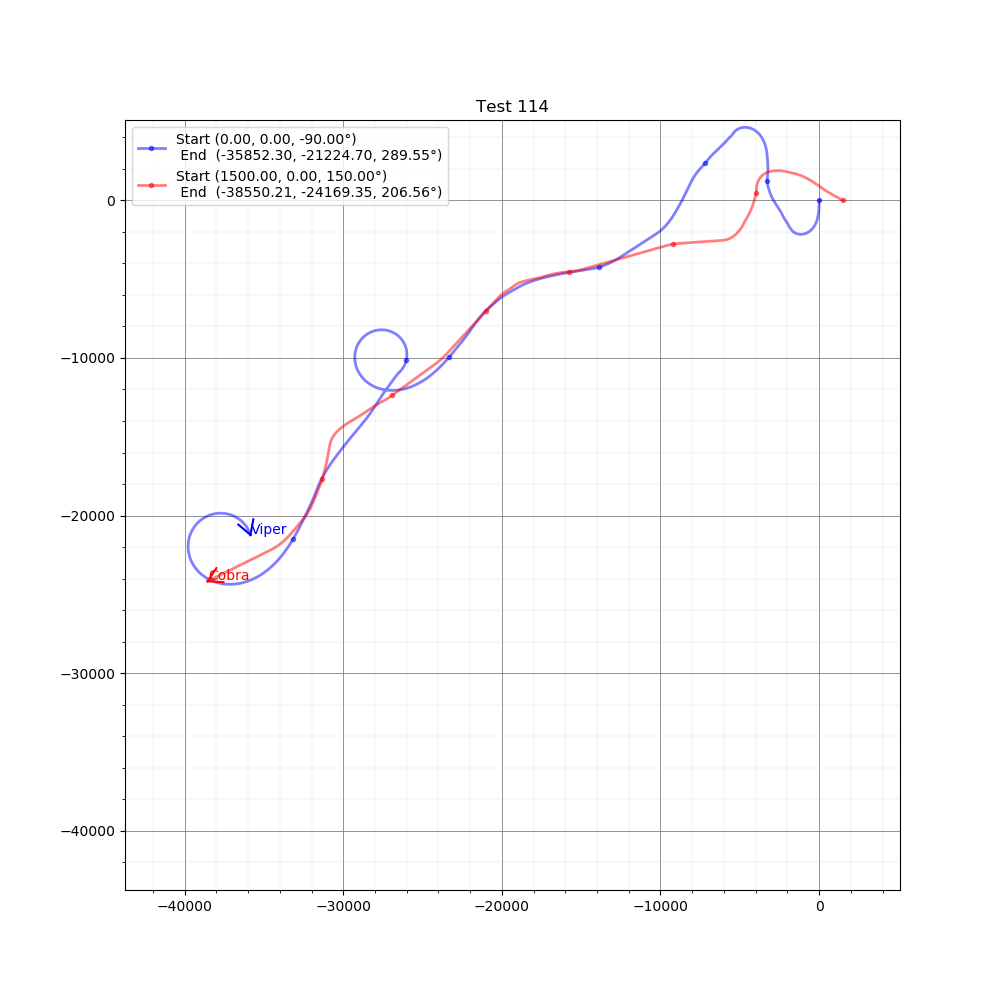 Test 114
Start (0.00, 0.00, -90.00°)
End (-35852.30, -21224.70, 289.55°)
Start (1500.00, 0.00, 150.00°)
End (-38550.21, -24169.35, 206.56°)
0
−10000
−20000
−30000
−40000
Viper
Cobra
−40000
−30000
−20000
−10000
0